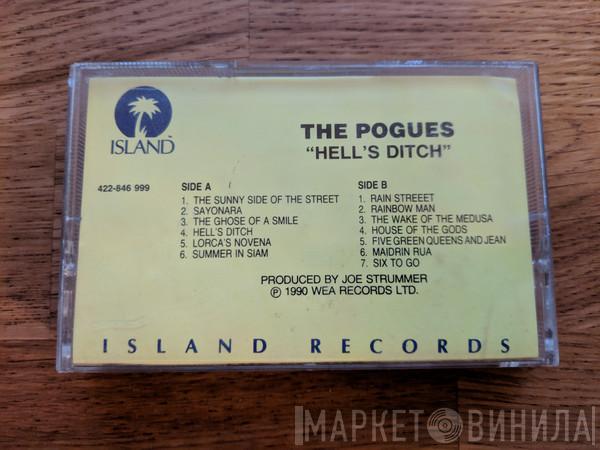 ISLAND™
THE POGUES
"HELL'S DITCH"
422-846 999
SIDE A
1. THE SUNNY SIDE OF THE STREET
2. SAYONARA
3. THE GHOSE OF A SMILE
4. HELL'S DITCH
5. LORCA'S NOVENA
6. SUMMER IN SIAM
SIDE B
1. RAIN STREEET
2. RAINBOW MAN
3. THE WAKE OF THE MEDUSA
4. HOUSE OF THE GODS
5. FIVE GREEN QUEENS AND JEAN
6. MAIDRIN RUA
7. SIX TO GO
PRODUCED BY JOE STRUMMER
℗ 1990 WEA RECORDS LTD.
ISLAND RECORDS
МАРКЕТ ВИНИЛА